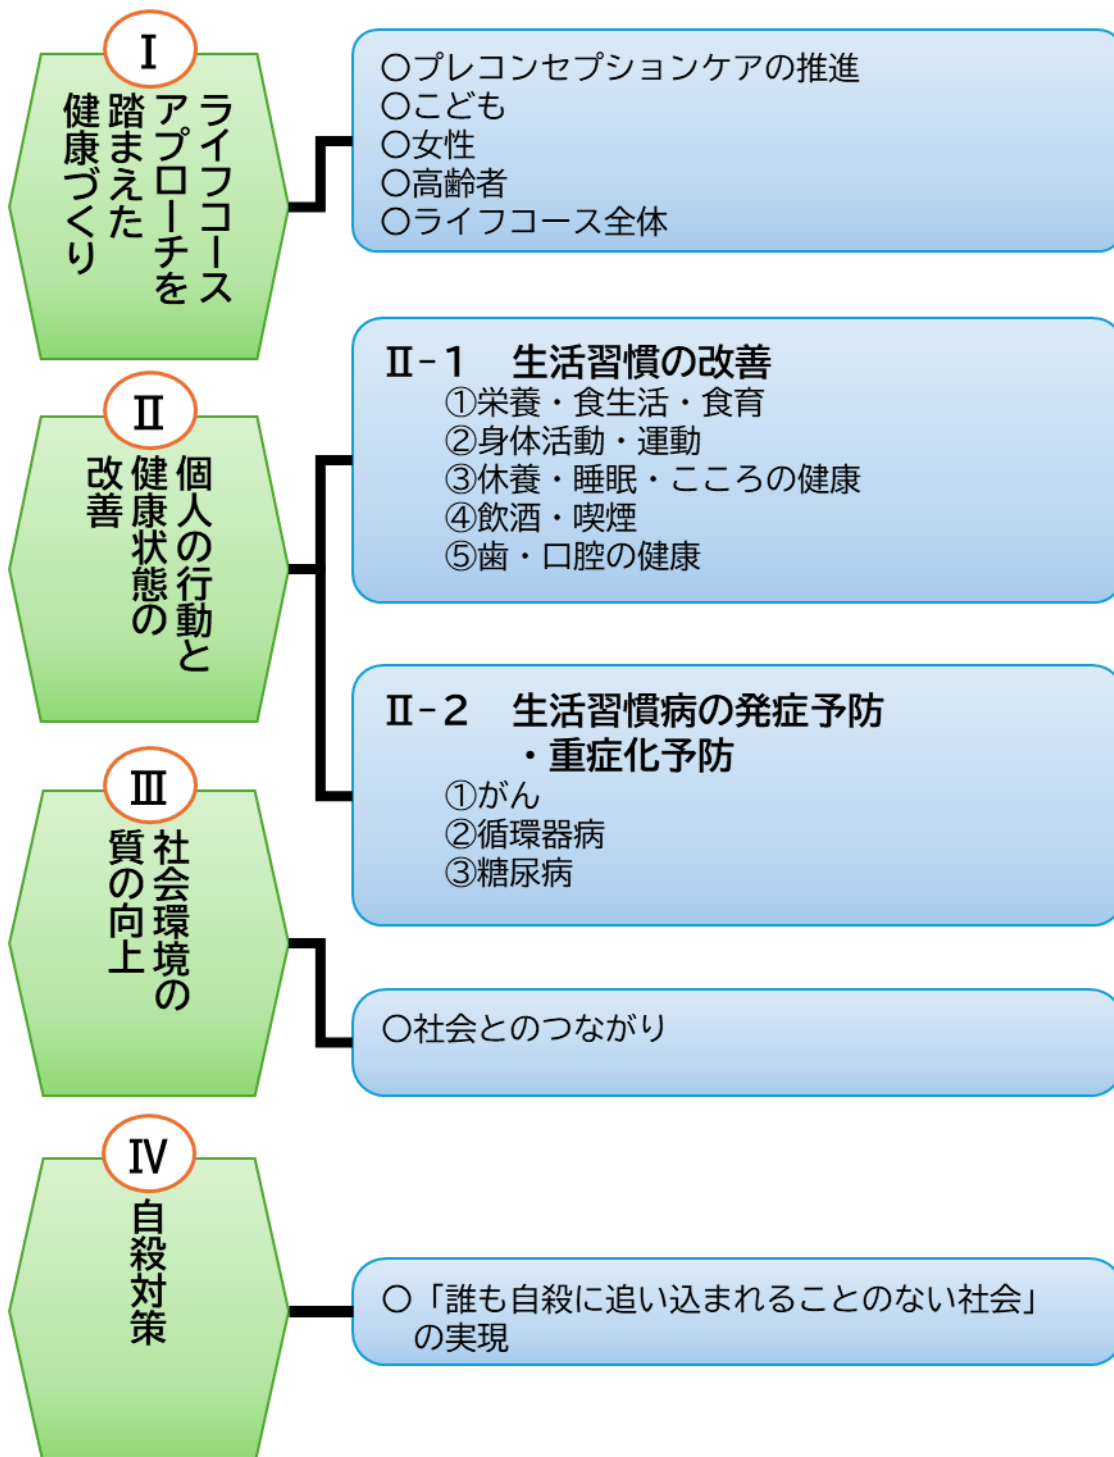 Ⅰ
ライフコース
アプローチを
踏まえた
健康づくり
○プレコンセプションケアの推進
○こども
○女性
○高齢者
○ライフコース全体
Ⅱ
個人の行動と
健康状態の
改善
Ⅱ-1　生活習慣の改善
①栄養・食生活・食育
②身体活動・運動
③休養・睡眠・こころの健康
④飲酒・喫煙
⑤歯・口腔の健康
Ⅱ-2　生活習慣病の発症予防
・重症化予防
①がん
②循環器病
③糖尿病
Ⅲ
社会環境の
質の向上
○社会とのつながり
Ⅳ
自殺対策
○「誰も自殺に追い込まれることのない社会」
の実現